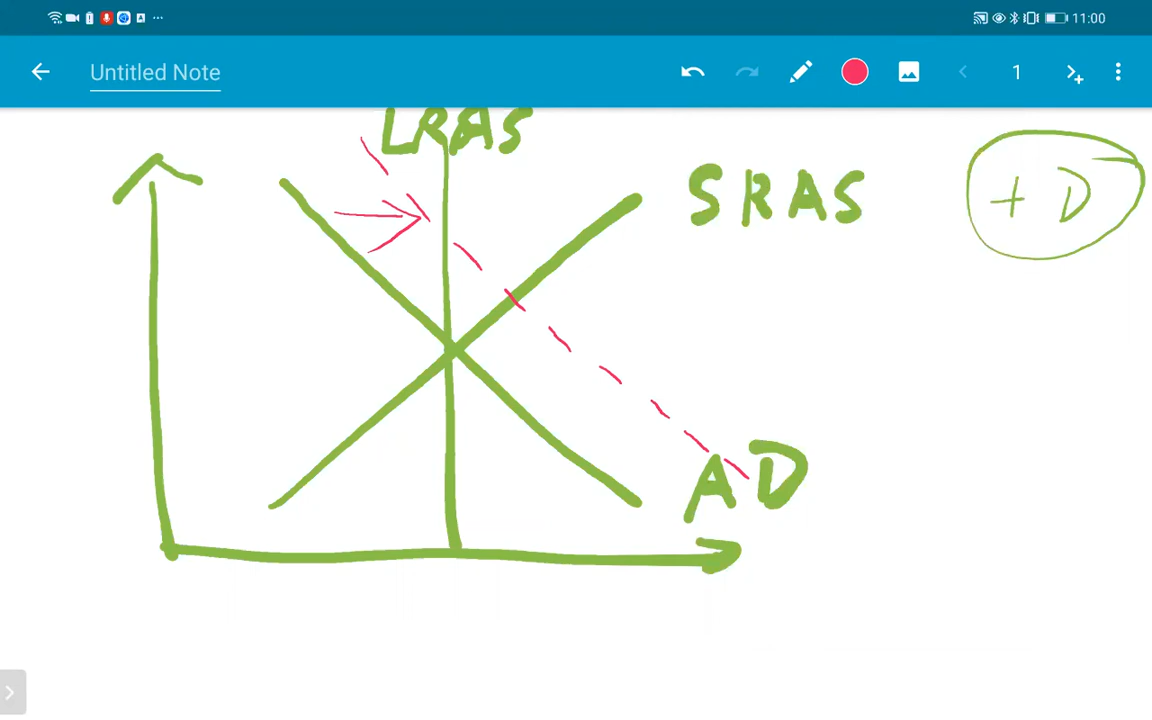 11:00
Untitled Note
1
LRAS
SRAS
+ D
AD